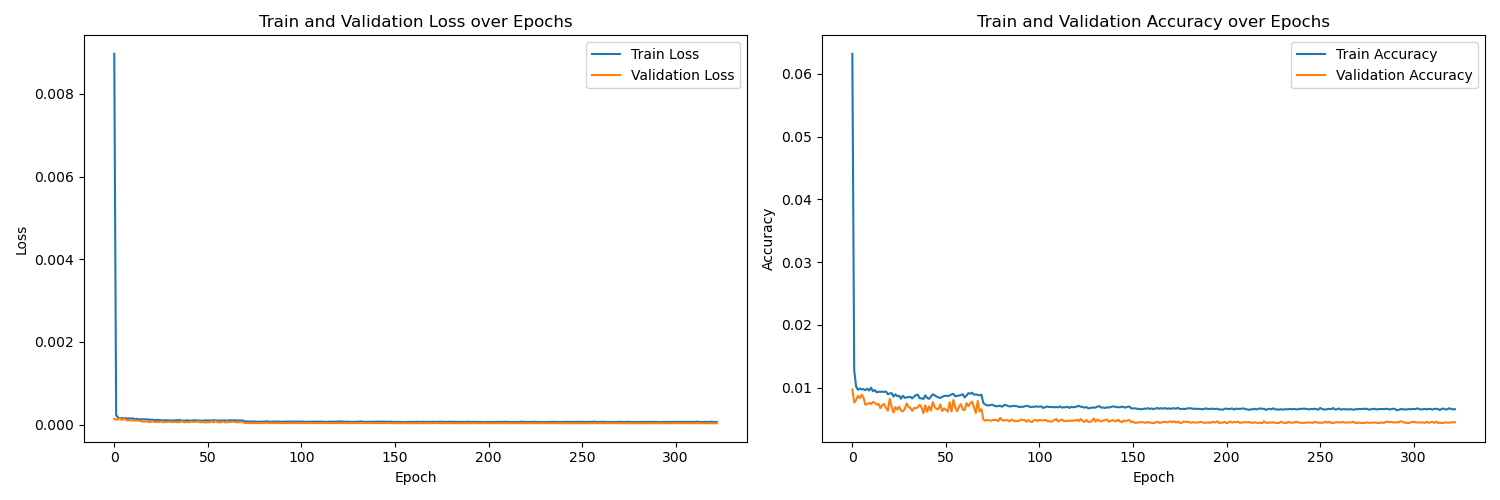 Train and Validation Loss over Epochs
Train Loss
Validation Loss
0.008
0.006
0.004
0.002
0.000
Loss
0
50
100
150
200
250
300
Epoch
Train and Validation Accuracy over Epochs
Train Accuracy
Validation Accuracy
0.06
0.05
0.04
0.03
0.02
0.01
Accuracy
0
50
100
150
200
250
300
Epoch